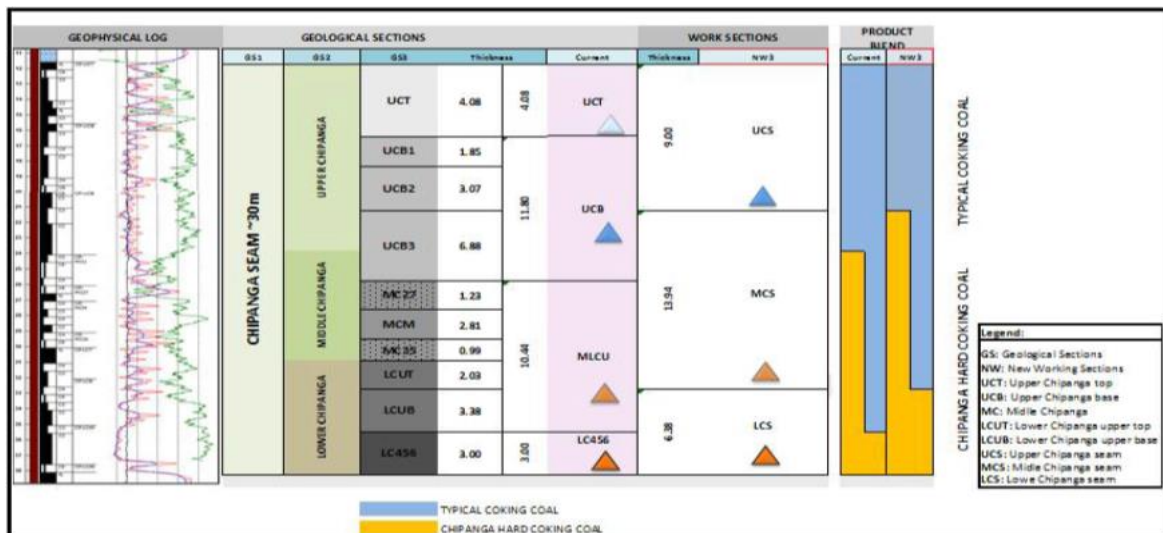 GEOPHYSICAL LOG GEOLOGICAL SECTIONS WORK SECTIONS PRODUCT BLEND
GS1 GS2 GS3 Thickness Current Thickness NW3 Current NW3
CHIPANGA SEAM ~30m
UPPER CHIPANGA
MIDDLE CHIPANGA
LOWER CHIPANGA
UCT 4.08
UCB1 1.85
UCB2 3.07
UCB3 6.88
MC27 1.23
MCM 2.81
MC35 0.99
LCUT 2.03
LCUB 3.38
LC456 3.00
4.08 UCT
11.80 UCB
10.44 MLCU
3.00 LC456
9.00 UCS
13.94 MCS
6.38 LCS
TYPICAL COKING COAL
CHIPANGA HARD COKING COAL
Legend:
GS: Geological Sections
NW: New Working Sections
UCT: Upper Chipanga top
UCB: Upper Chipanga base
MC: Midle Chipanga
LCUT: Lower Chipanga upper top
LCUB: Lower Chipanga upper base
UCS: Upper Chipanga seam
MCS: Midle Chipanga seam
LCS: Lowe Chipanga seam
TYPICAL COKING COAL
CHIPANGA HARD COKING COAL